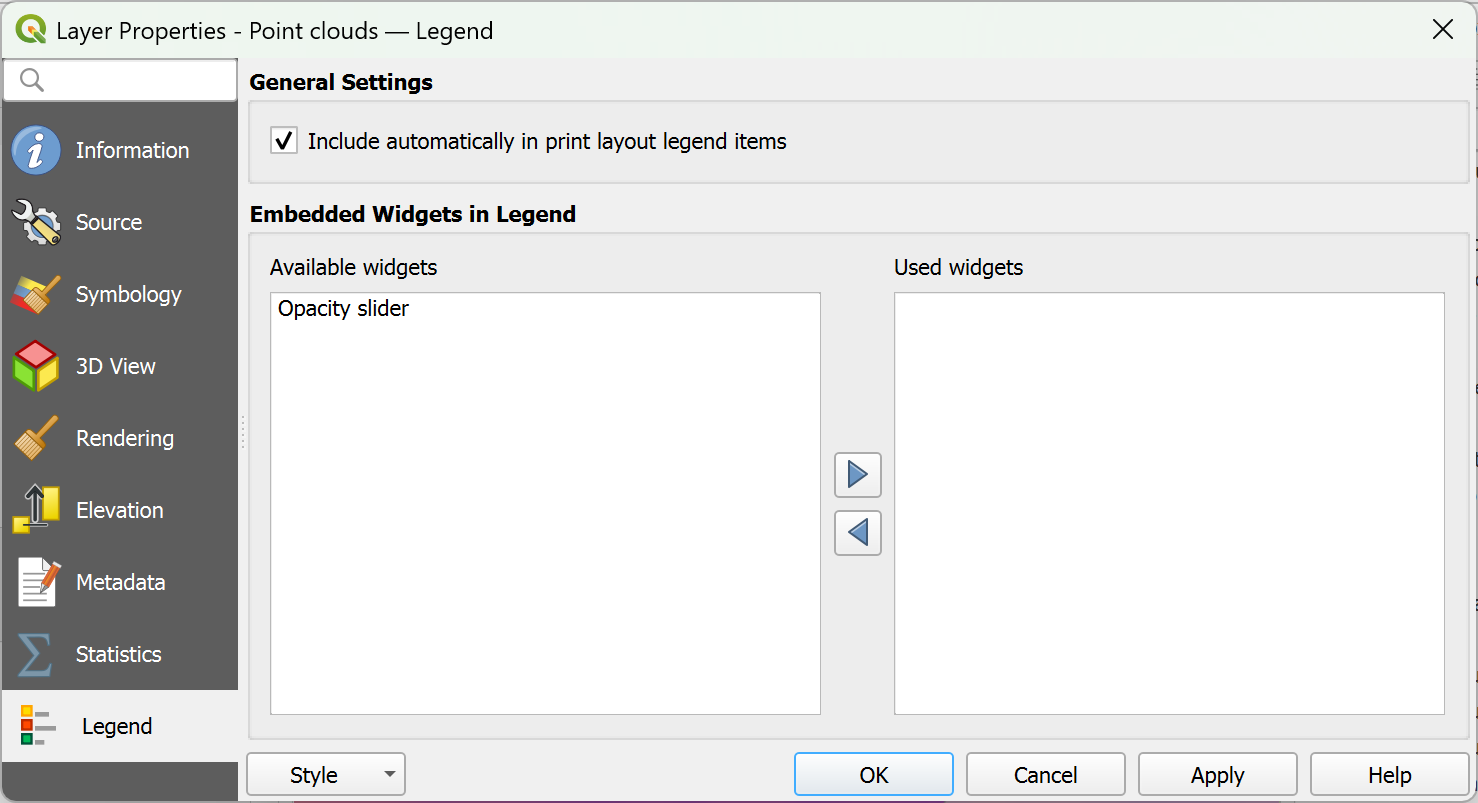 Layer Properties - Point clouds — Legend
General Settings
Include automatically in print layout legend items
Information
Source
Symbology
3D View
Rendering
Elevation
Metadata
Statistics
Legend
Embedded Widgets in Legend
Available widgets
Opacity slider
Used widgets
Style
OK
Cancel
Apply
Help